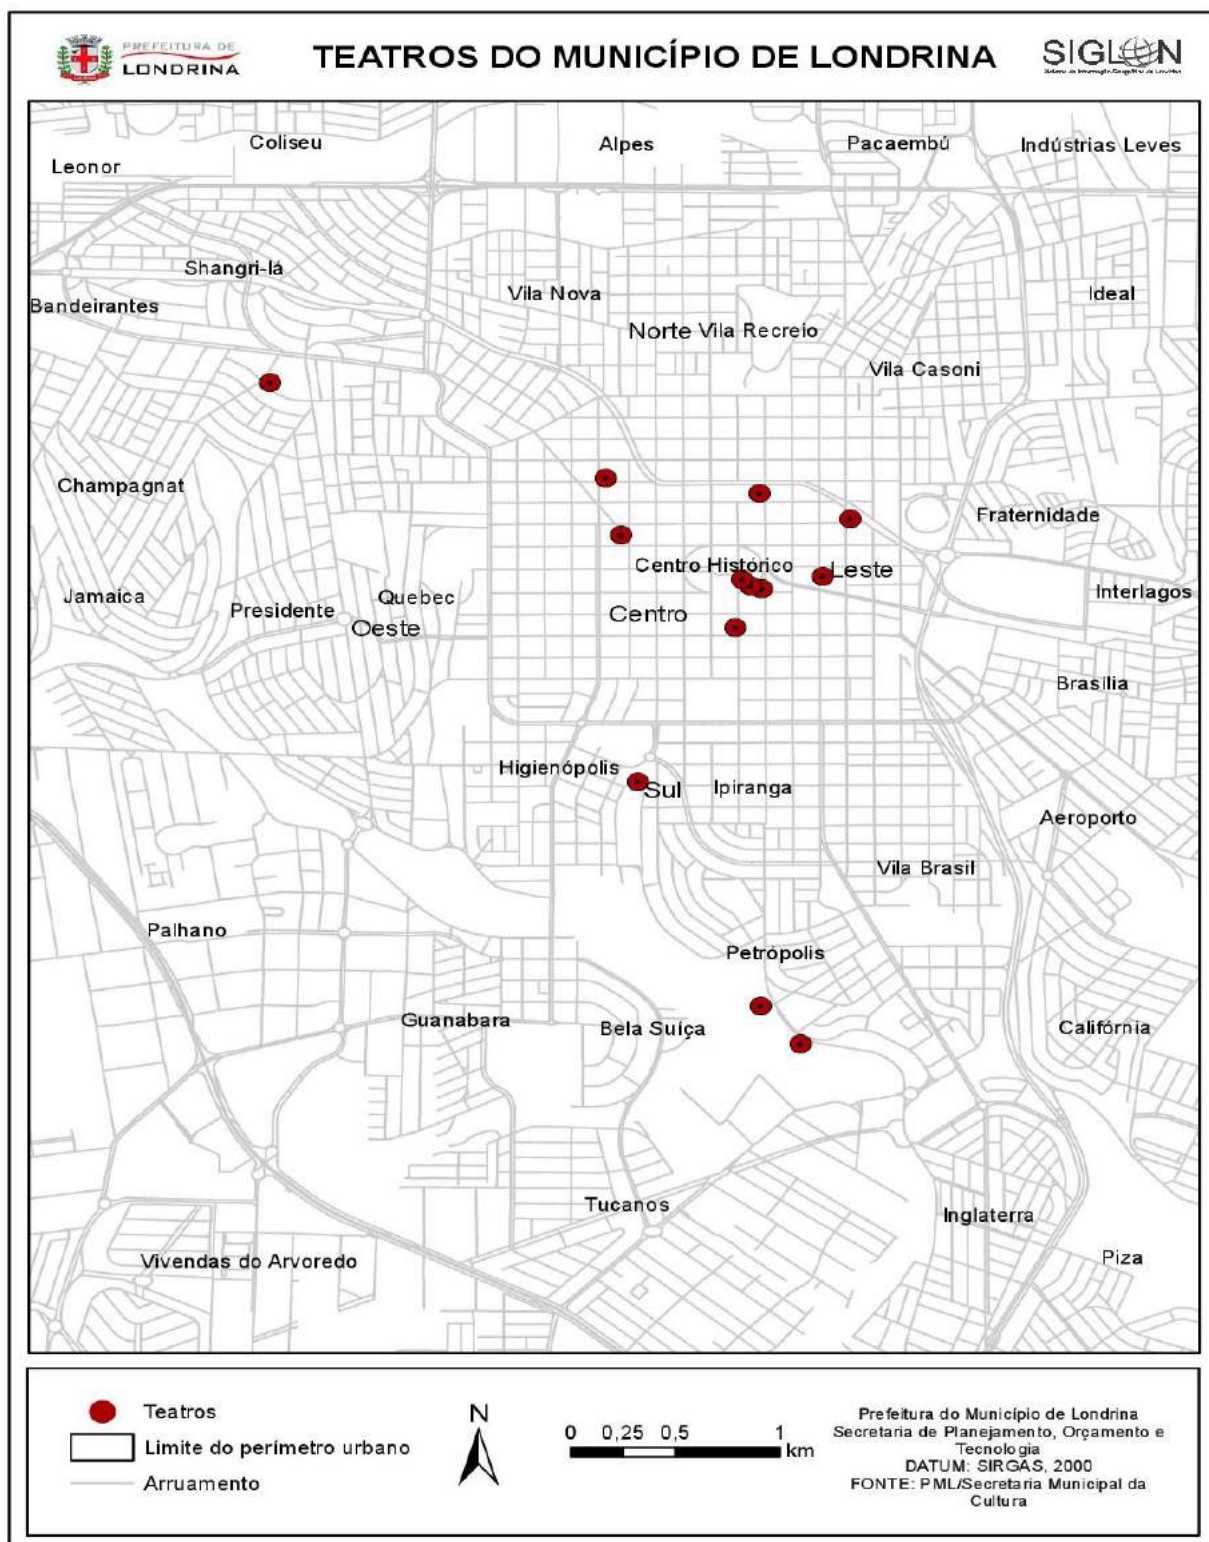 PREFEITURA DE
LONDRINA
TEATROS DO MUNICÍPIO DE LONDRINA
SIGLON
Coliseu
Alpes
Pacaembú
Indústrias Leves
Leonor
Shangri-lá
Bandeirantes
Vila Nova
Ideal
Norte Vila Recreio
Vila Casoni
Champagnat
Fraternidade
Centro Histórico
Leste
Jamaica
Presidente
Quebec
Interlagos
Centro
Oeste
Brasília
Higienópolis
Sul
Ipiranga
Aeroporto
Vila Brasil
Palhano
Petrópolis
Guanabara
Bela Suíça
Califórnia
Tucanos
Inglaterra
Vivendas do Arvoredo
Piza
Teatros
Limite do perímetro urbano
Arruamento
N
0 0,25 0,5 1
km
Prefeitura do Município de Londrina
Secretaria de Planejamento, Orçamento e
Tecnologia
DATUM: SIRGAS, 2000
FONTE: PML/Secretaria Municipal da
Cultura